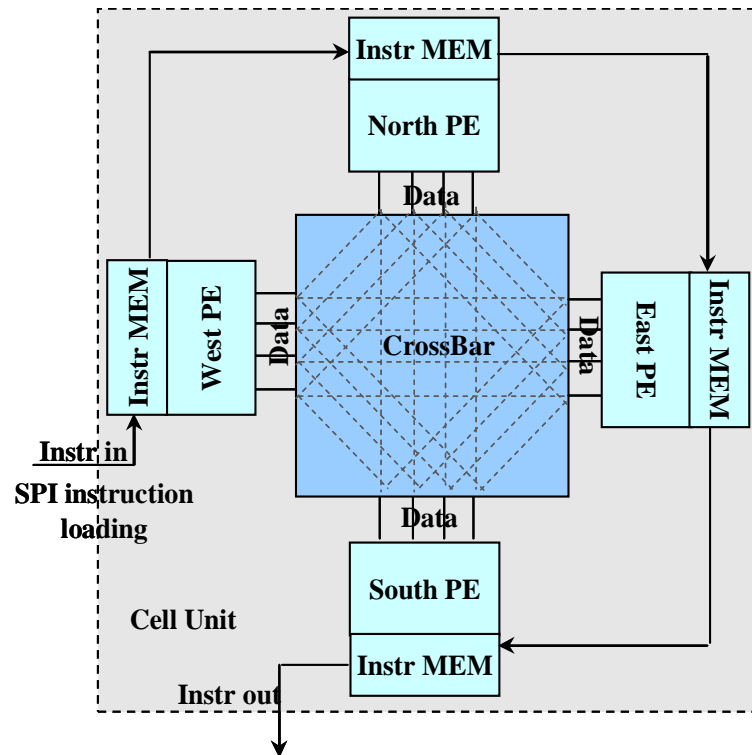 Instr MEM
North PE
Data
Instr MEM
West PE
Data
CrossBar
Data
East PE
Instr MEM
Instr in
SPI instruction
loading
Data
South PE
Cell Unit
Instr MEM
Instr out